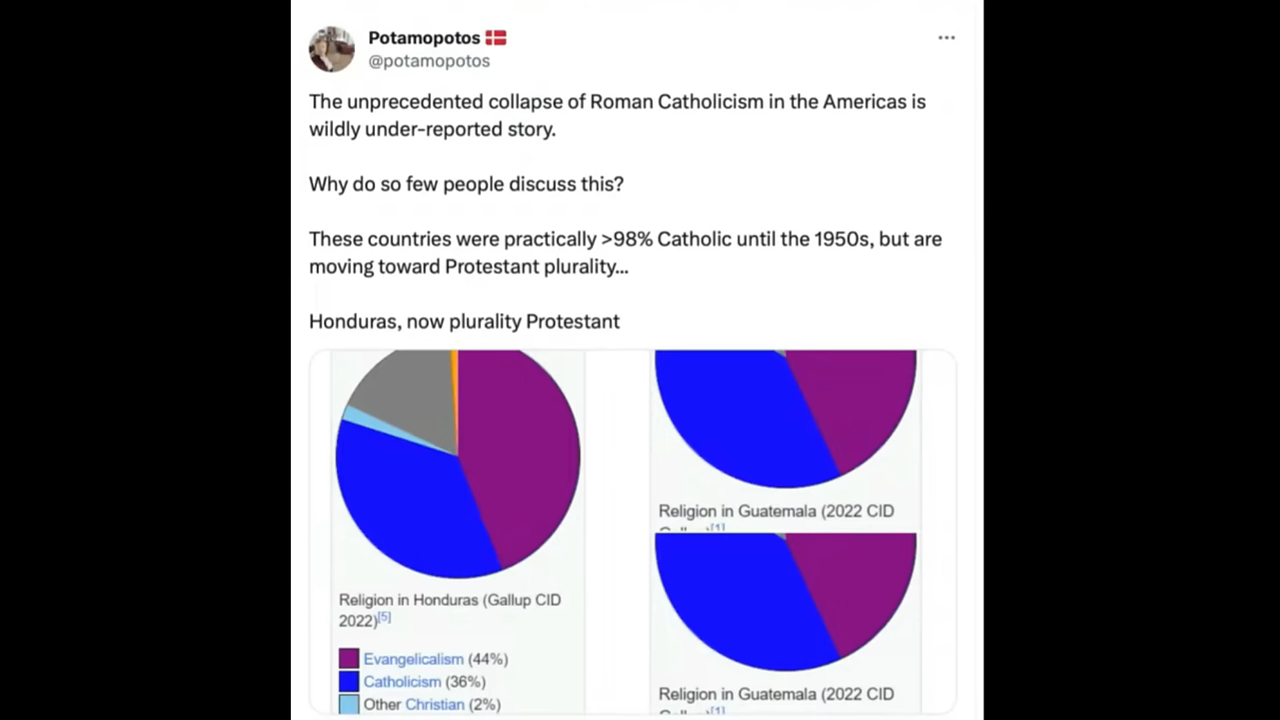 Potamopotos
@potamopotos
The unprecedented collapse of Roman Catholicism in the Americas is
wildly under-reported story.
Why do so few people discuss this?
These countries were practically >98% Catholic until the 1950s, but are
moving toward Protestant plurality...
Honduras, now plurality Protestant
Religion in Honduras (Gallup CID
2022)[5]
Evangelicalism (44%)
Catholicism (36%)
Other Christian (2%)
Religion in Guatemala (2022 CID
[1]
Religion in Guatemala (2022 CID
[1]